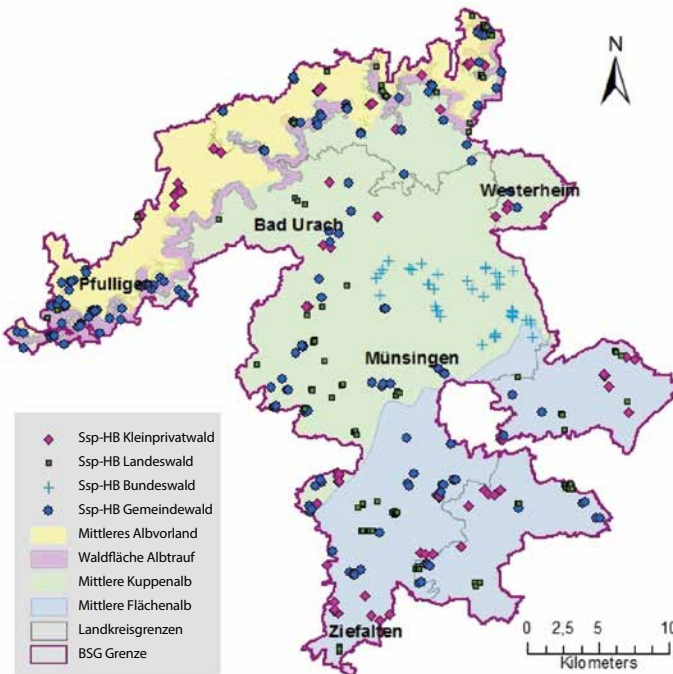 N
Westerheim
Bad Urach
Pfulligen
Münsingen
Ssp-HB Kleinprivatwald
Ssp-HB Landeswald
Ssp-HB Bundeswald
Ssp-HB Gemeindewald
Mittleres Albvorland
Waldfläche Albtrauf
Mittlere Kuppenalb
Mittlere Flächenalb
Landkreisgrenzen
BSG Grenze
Ziefalten
0 2,5 5 10
Kilometers